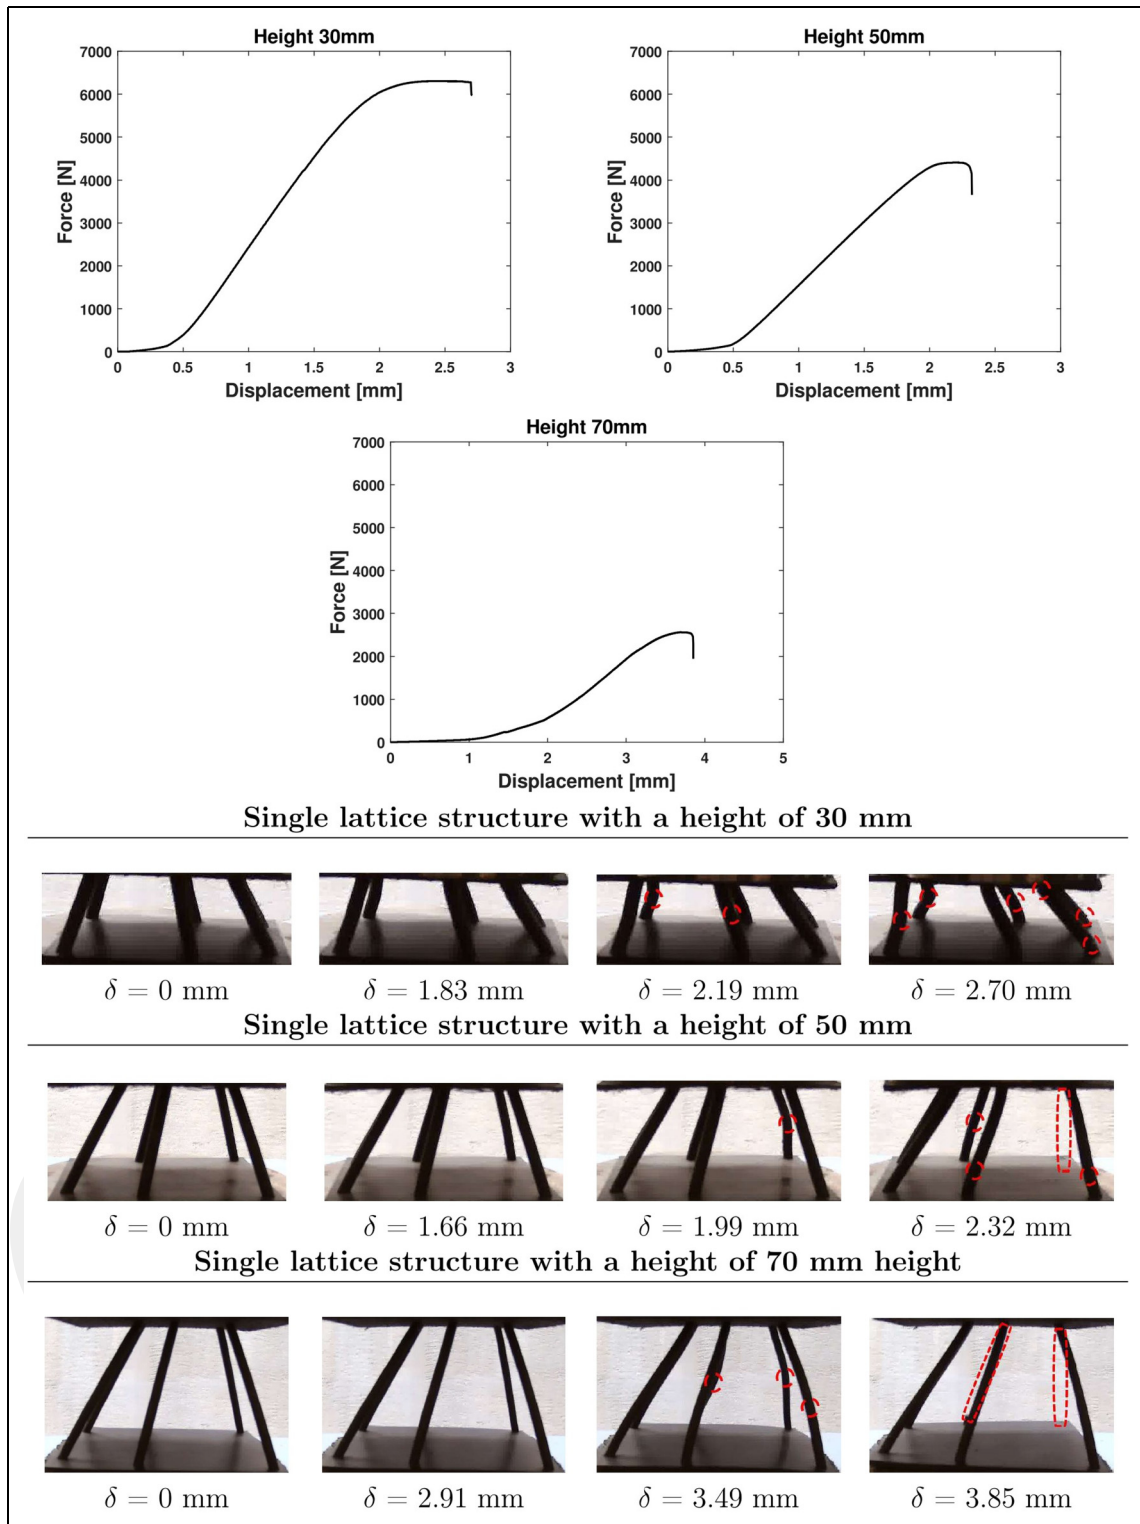 Height 30mm
7000
6000
5000
4000
3000
2000
1000
0
Force [N]
0 0.5 1 1.5 2 2.5 3
Displacement [mm]
Height 50mm
7000
6000
5000
4000
3000
2000
1000
0
Force [N]
0 0.5 1 1.5 2 2.5 3
Displacement [mm]
Height 70mm
7000
6000
5000
4000
3000
2000
1000
0
Force [N]
0 1 2 3 4 5
Displacement [mm]
Single lattice structure with a height of 30 mm
δ = 0 mm δ = 1.83 mm δ = 2.19 mm δ = 2.70 mm
Single lattice structure with a height of 50 mm
δ = 0 mm δ = 1.66 mm δ = 1.99 mm δ = 2.32 mm
Single lattice structure with a height of 70 mm height
δ = 0 mm δ = 2.91 mm δ = 3.49 mm δ = 3.85 mm